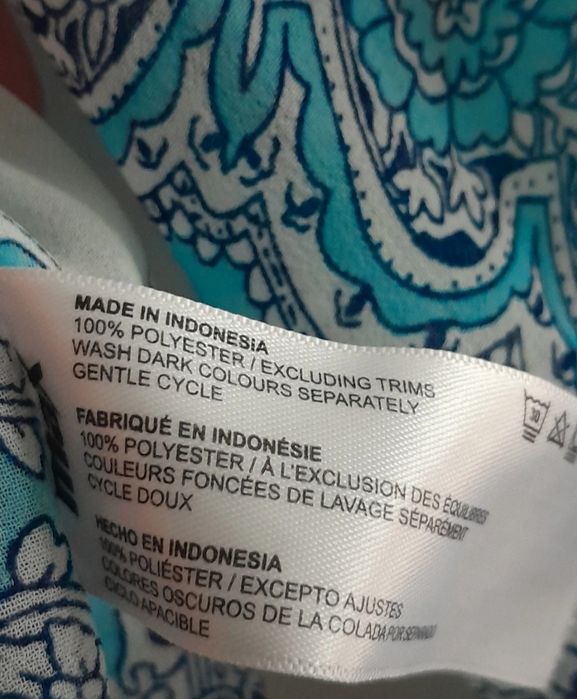 MADE IN INDONESIA
100% POLYESTER / EXCLUDING TRIMS
WASH DARK COLOURS SEPARATELY
GENTLE CYCLE
FABRIQUÉ EN INDONÉSIE
100% POLYESTER / À L'EXCLUSION DES ÉQUILIBRES
COULEURS FONCÉES DE LAVAGE SÉPARÉMENT
CYCLE DOUX
HECHO EN INDONESIA
100% POLIÉSTER / EXCEPTO AJUSTES
COLORES OSCUROS DE LA COLADA POR SEPARADO
CICLO APACIBLE
30